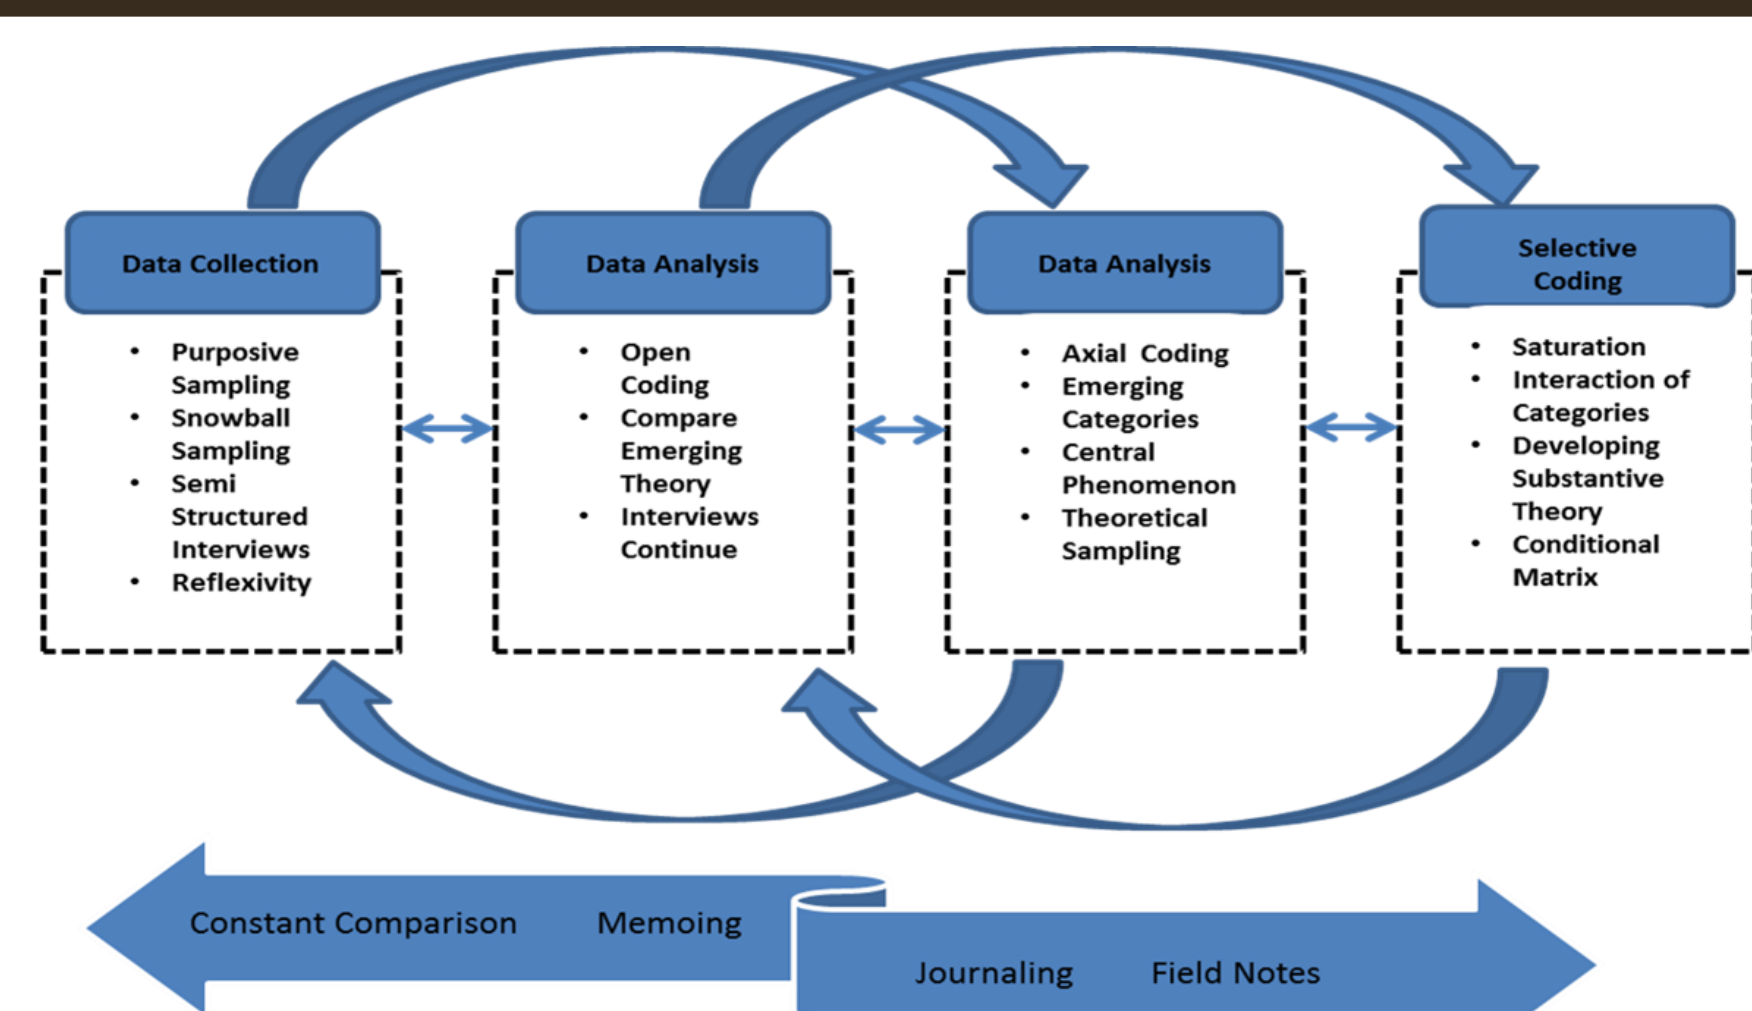 Data Collection
• Purposive
Sampling
• Snowball
Sampling
• Semi
Structured
Interviews
• Reflexivity
Data Analysis
• Open
Coding
• Compare
Emerging
Theory
• Interviews
Continue
Data Analysis
• Axial Coding
• Emerging
Categories
• Central
Phenomenon
• Theoretical
Sampling
Selective
Coding
• Saturation
• Interaction of
Categories
• Developing
Substantive
Theory
• Conditional
Matrix
Constant Comparison Memoing
Journaling Field Notes